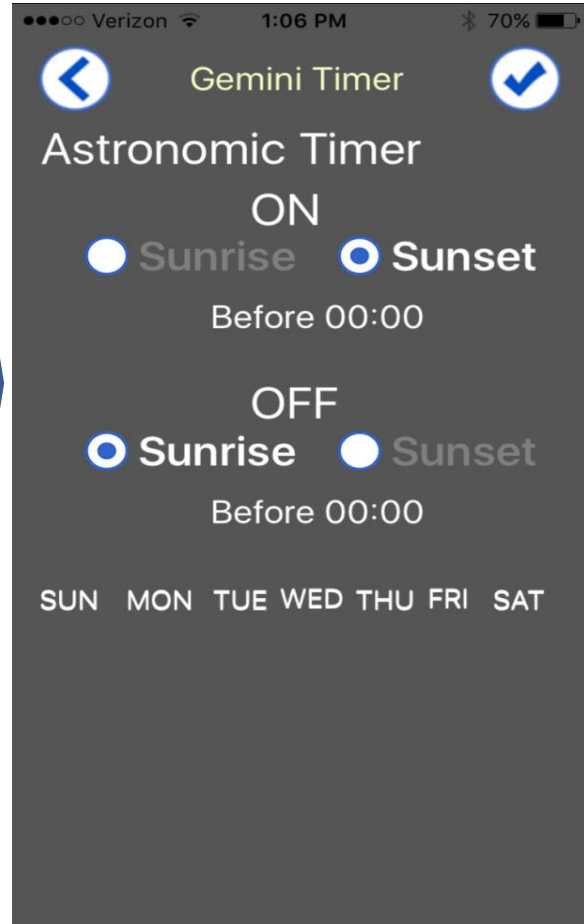 Verizon 1:06 PM 70%
Gemini Timer
Astronomic Timer
ON
Sunrise Sunset
Before 00:00
OFF
Sunrise Sunset
Before 00:00
SUN MON TUE WED THU FRI SAT